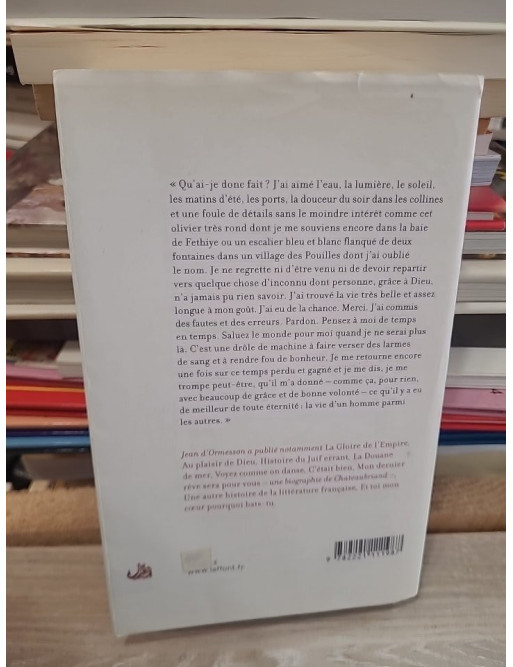 « Qu'ai-je donc fait ? J'ai aimé l'eau, la lumière, le soleil,
les matins d'été, les ports, la douceur du soir dans les collines
et une foule de détails sans le moindre intérêt comme cet
olivier très rond dont je me souviens encore dans la baie
de Fethiye ou un escalier bleu et blanc flanqué de deux
fontaines dans un village des Pouilles dont j'ai oublié
le nom. Je ne regrette ni d'être venu ni de devoir repartir
vers quelque chose d'inconnu dont personne, grâce à Dieu,
n'a jamais pu rien savoir. J'ai trouvé la vie très belle et assez
longue à mon goût. J'ai eu de la chance. Merci. J'ai commis
des fautes et des erreurs. Pardon. Pensez à moi de temps
en temps. Saluez le monde pour moi quand je ne serai plus
là. C'est une drôle de machine à faire verser des larmes
de sang et à rendre fou de bonheur. Je me retourne encore
une fois sur ce temps perdu et gagné et je me dis, je me
trompe peut-être, qu'il m'a donné – comme ça, pour rien,
avec beaucoup de grâce et de bonne volonté – ce qu'il y a eu
de meilleur de toute éternité : la vie d'un homme parmi
les autres. »
Jean d'Ormesson a publié notamment La Gloire de l'Empire,
Au plaisir de Dieu, Histoire du Juif errant, La Douane
de mer, Voyez comme on danse, C'était bien, Mon dernier
rêve sera pour vous – une biographie de Chateaubriand –,
Une autre histoire de la littérature française, Et toi mon
cœur pourquoi bats-tu
www.laffont.fr